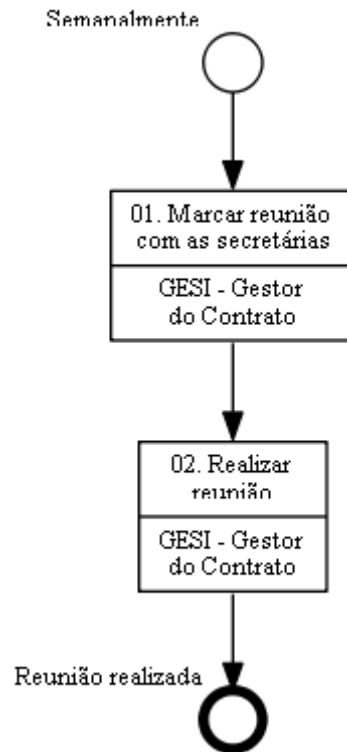 Semanalmente
01. Marcar reunião
com as secretárias
GESI - Gestor
do Contrato
02. Realizar
reunião
GESI - Gestor
do Contrato
Reunião realizada